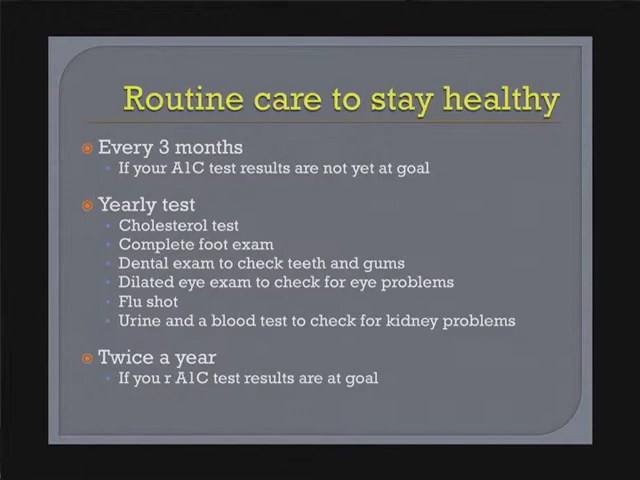 Routine care to stay healthy
Every 3 months
If your A1C test results are not yet at goal
Yearly test
Cholesterol test
Complete foot exam
Dental exam to check teeth and gums
Dilated eye exam to check for eye problems
Flu shot
Urine and a blood test to check for kidney problems
Twice a year
If you r A1C test results are at goal